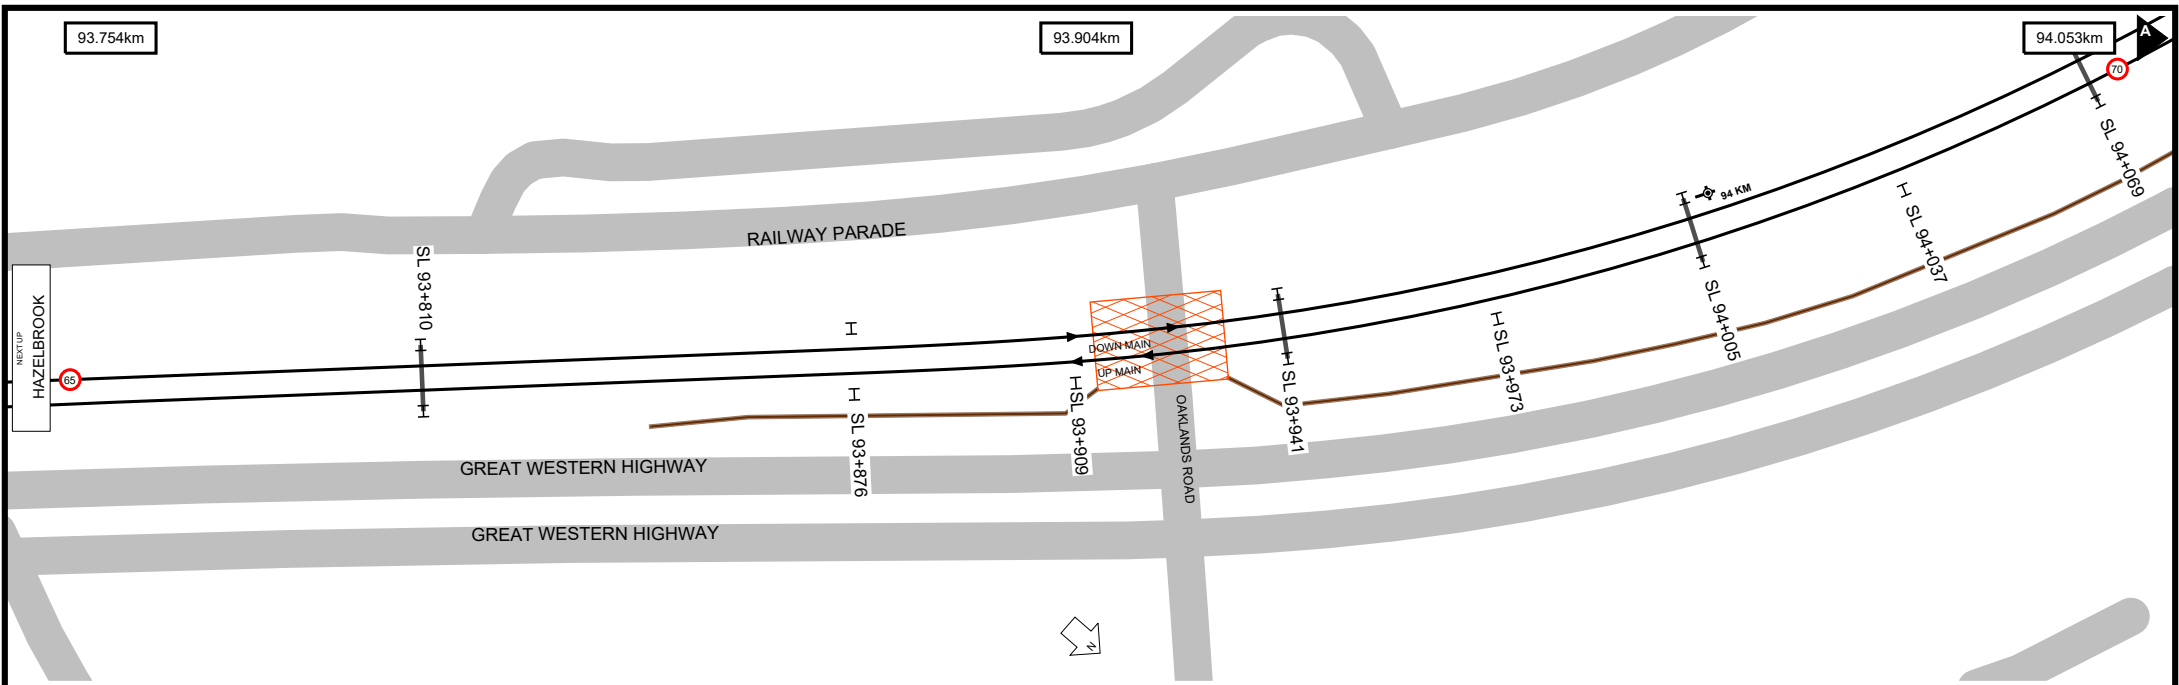 93.754km
93.904km
94.053km
A
70
SL 94+069
94 KM
SL 94+037
RAILWAY PARADE
SL 93+810
NEXT UP
HAZELBROOK
65
DOWN MAIN
UP MAIN
SL 94+005
SL 93+973
SL 93+941
SL 93+909
SL 93+876
OAKLANDS ROAD
GREAT WESTERN HIGHWAY
GREAT WESTERN HIGHWAY
N